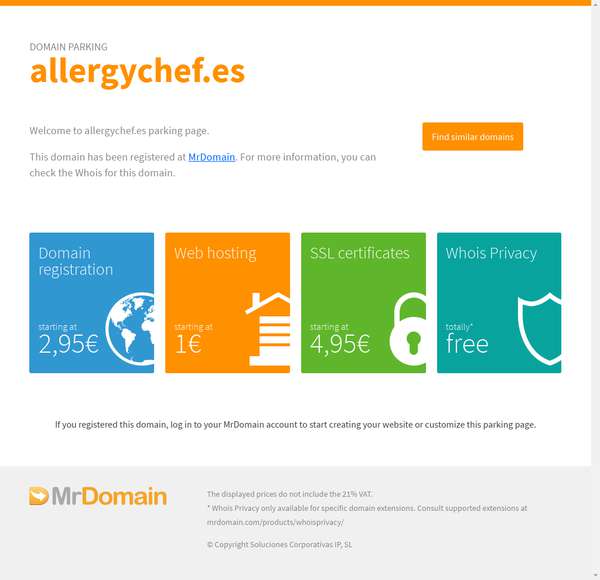 DOMAIN PARKING
allergychef.es
Welcome to allergychef.es parking page.
Find similar domains
This domain has been registered at MrDomain. For more information, you can
check the Whois for this domain.
Domain
registration
starting at
2,95€
Web hosting
starting at
1€
SSL certificates
starting at
4,95€
Whois Privacy
totally*
free
If you registered this domain, log in to your MrDomain account to start creating your website or customize this parking page.
MrDomain
The displayed prices do not include the 21% VAT.
* Whois Privacy only available for specific domain extensions. Consult supported extensions at
mrdomain.com/products/whoisprivacy/
© Copyright Soluciones Corporativas IP, SL